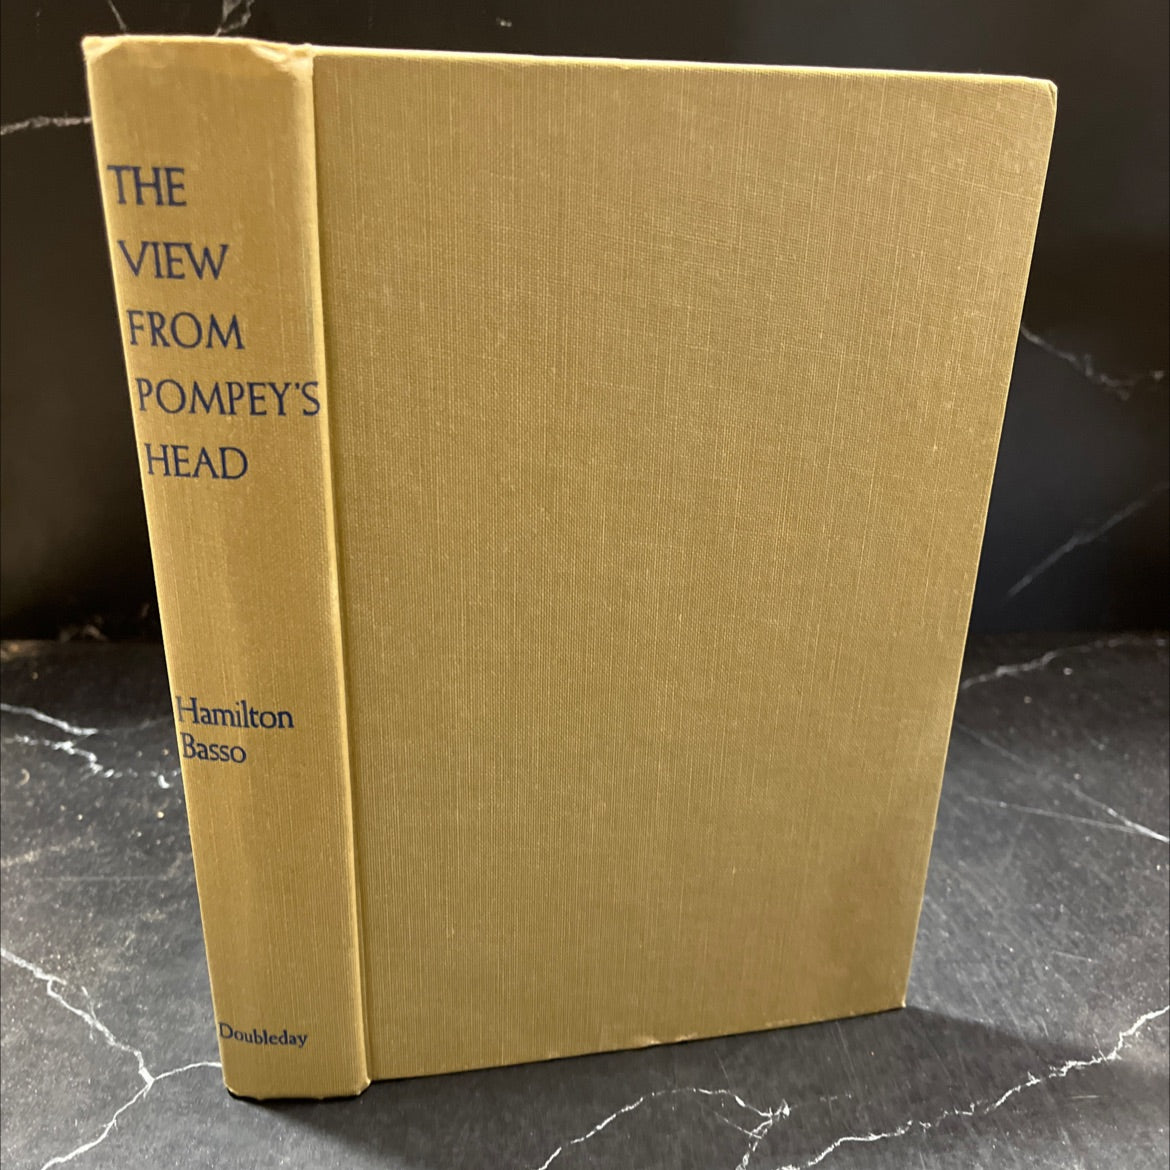 THE
VIEW
FROM
POMPEY'S
HEAD
Hamilton
Basso
Doubleday